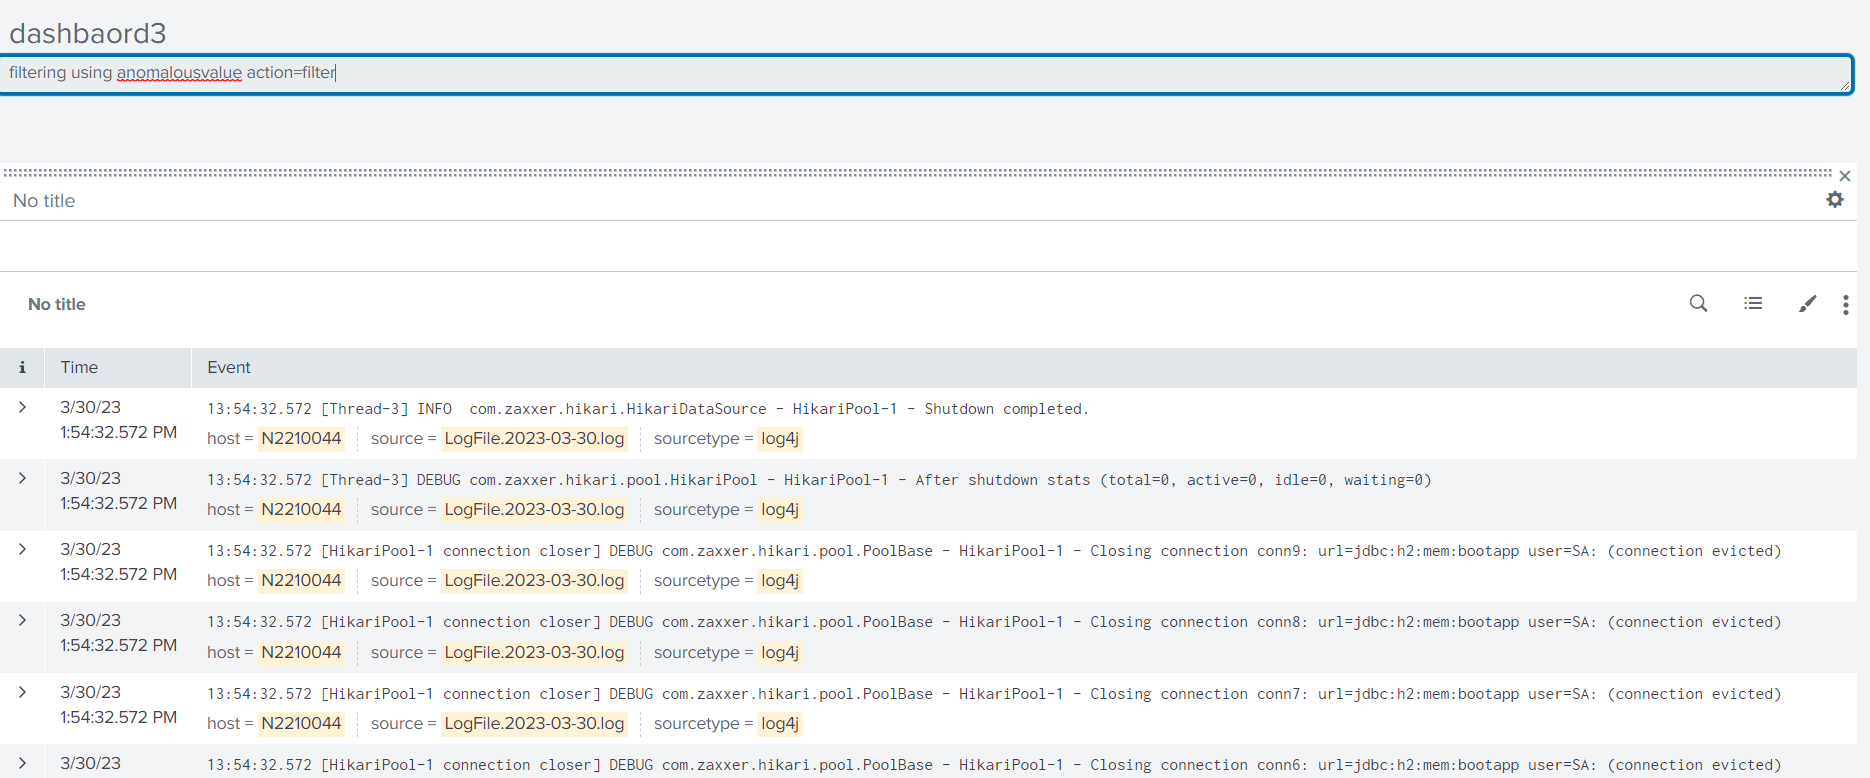 dashbaord3
filtering using anomalousvalue action=filter
No title
No title
i Time Event
3/30/23 13:54:32.572 [Thread-3] INFO  com.zaxxer.hikari.HikariDataSource - HikariPool-1 - Shutdown completed.
1:54:32.572 PM host = N2210044 source = LogFile.2023-03-30.log sourcetype = log4j
3/30/23 13:54:32.572 [Thread-3] DEBUG com.zaxxer.hikari.pool.HikariPool - HikariPool-1 - After shutdown stats (total=0, active=0, idle=0, waiting=0)
1:54:32.572 PM host = N2210044 source = LogFile.2023-03-30.log sourcetype = log4j
3/30/23 13:54:32.572 [HikariPool-1 connection closer] DEBUG com.zaxxer.hikari.pool.PoolBase - HikariPool-1 - Closing connection conn9: url=jdbc:h2:mem:bootapp user=SA: (connection evicted)
1:54:32.572 PM host = N2210044 source = LogFile.2023-03-30.log sourcetype = log4j
3/30/23 13:54:32.572 [HikariPool-1 connection closer] DEBUG com.zaxxer.hikari.pool.PoolBase - HikariPool-1 - Closing connection conn8: url=jdbc:h2:mem:bootapp user=SA: (connection evicted)
1:54:32.572 PM host = N2210044 source = LogFile.2023-03-30.log sourcetype = log4j
3/30/23 13:54:32.572 [HikariPool-1 connection closer] DEBUG com.zaxxer.hikari.pool.PoolBase - HikariPool-1 - Closing connection conn7: url=jdbc:h2:mem:bootapp user=SA: (connection evicted)
1:54:32.572 PM host = N2210044 source = LogFile.2023-03-30.log sourcetype = log4j
3/30/23 13:54:32.572 [HikariPool-1 connection closer] DEBUG com.zaxxer.hikari.pool.PoolBase - HikariPool-1 - Closing connection conn6: url=jdbc:h2:mem:bootapp user=SA: (connection evicted)